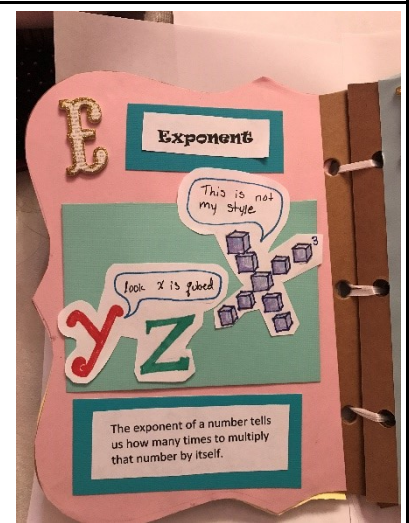 E
Exponent
This is not
my style
3
look x is qubed
y
z
The exponent of a number tells
us how many times to multiply
that number by itself.